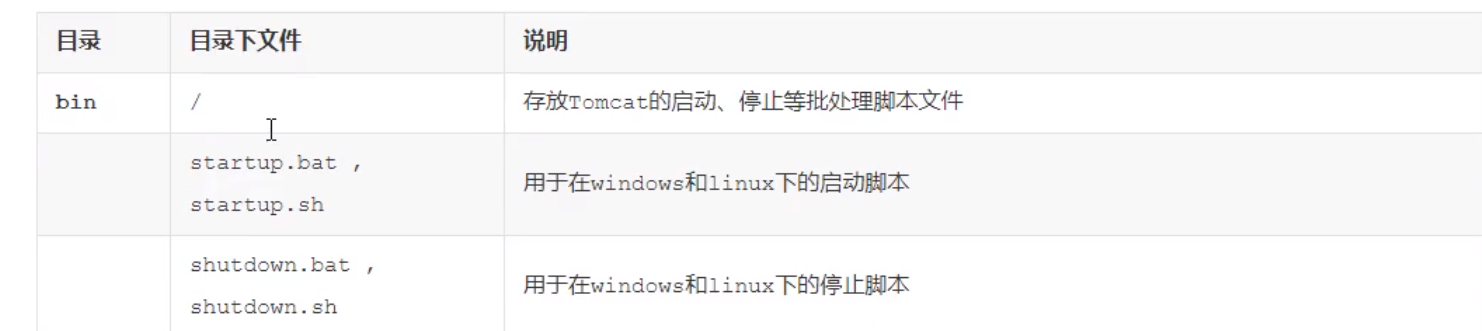 目录 目录下文件 说明
bin / 存放Tomcat的启动、停止等批处理脚本文件
startup.bat ,
startup.sh
用于在windows和linux下的启动脚本
shutdown.bat ,
shutdown.sh
用于在windows和linux下的停止脚本